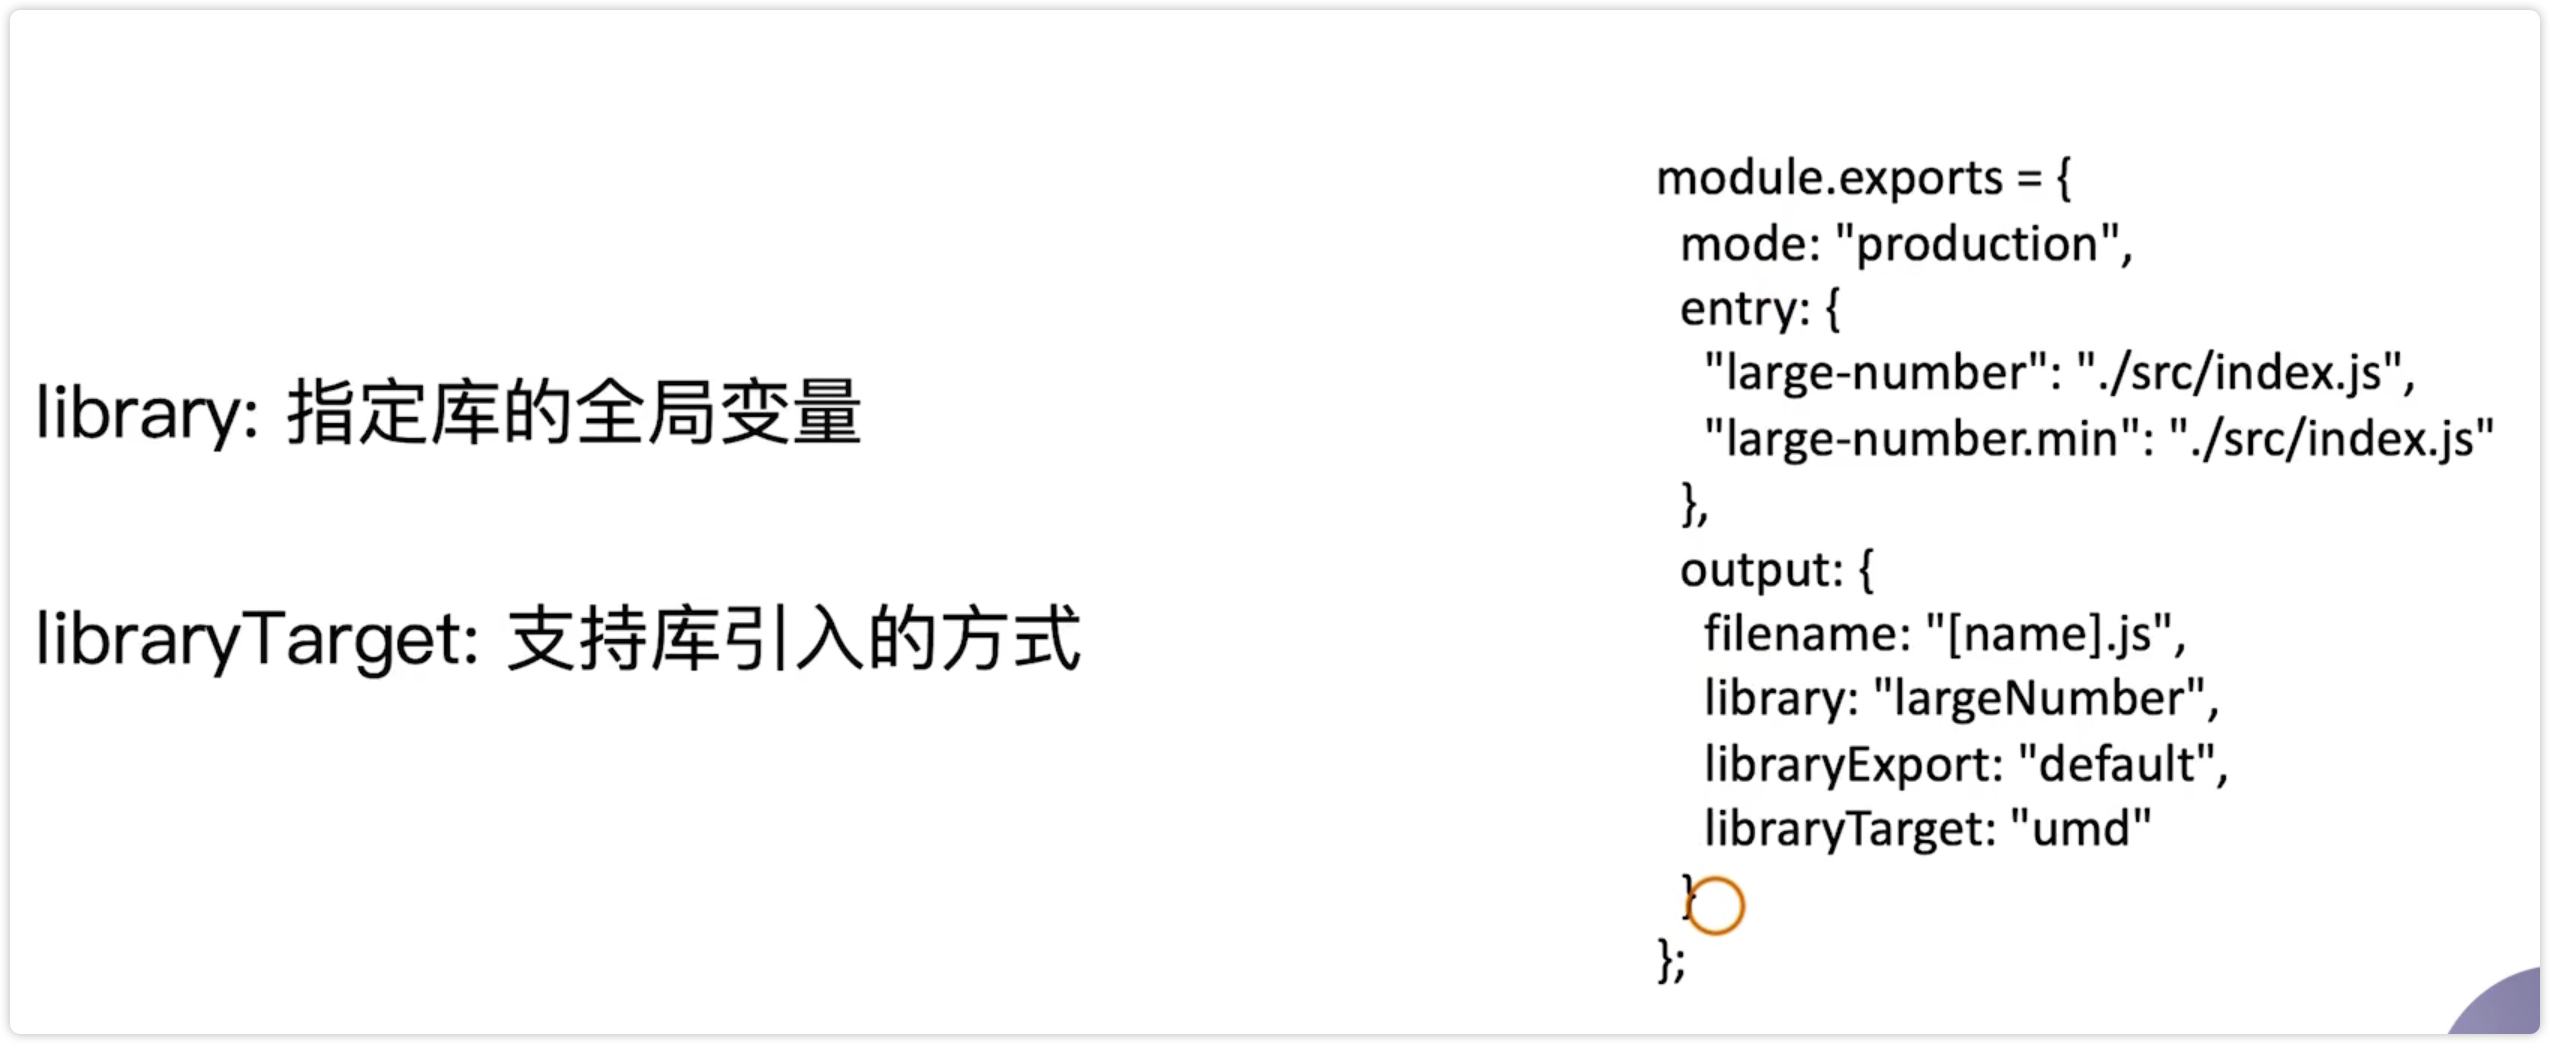 library: 指定库的全局变量
libraryTarget: 支持库引入的方式
module.exports = {
mode: "production",
entry: {
"large-number": "./src/index.js",
"large-number.min": "./src/index.js"
},
output: {
filename: "[name].js",
library: "largeNumber",
libraryExport: "default",
libraryTarget: "umd"
}
};